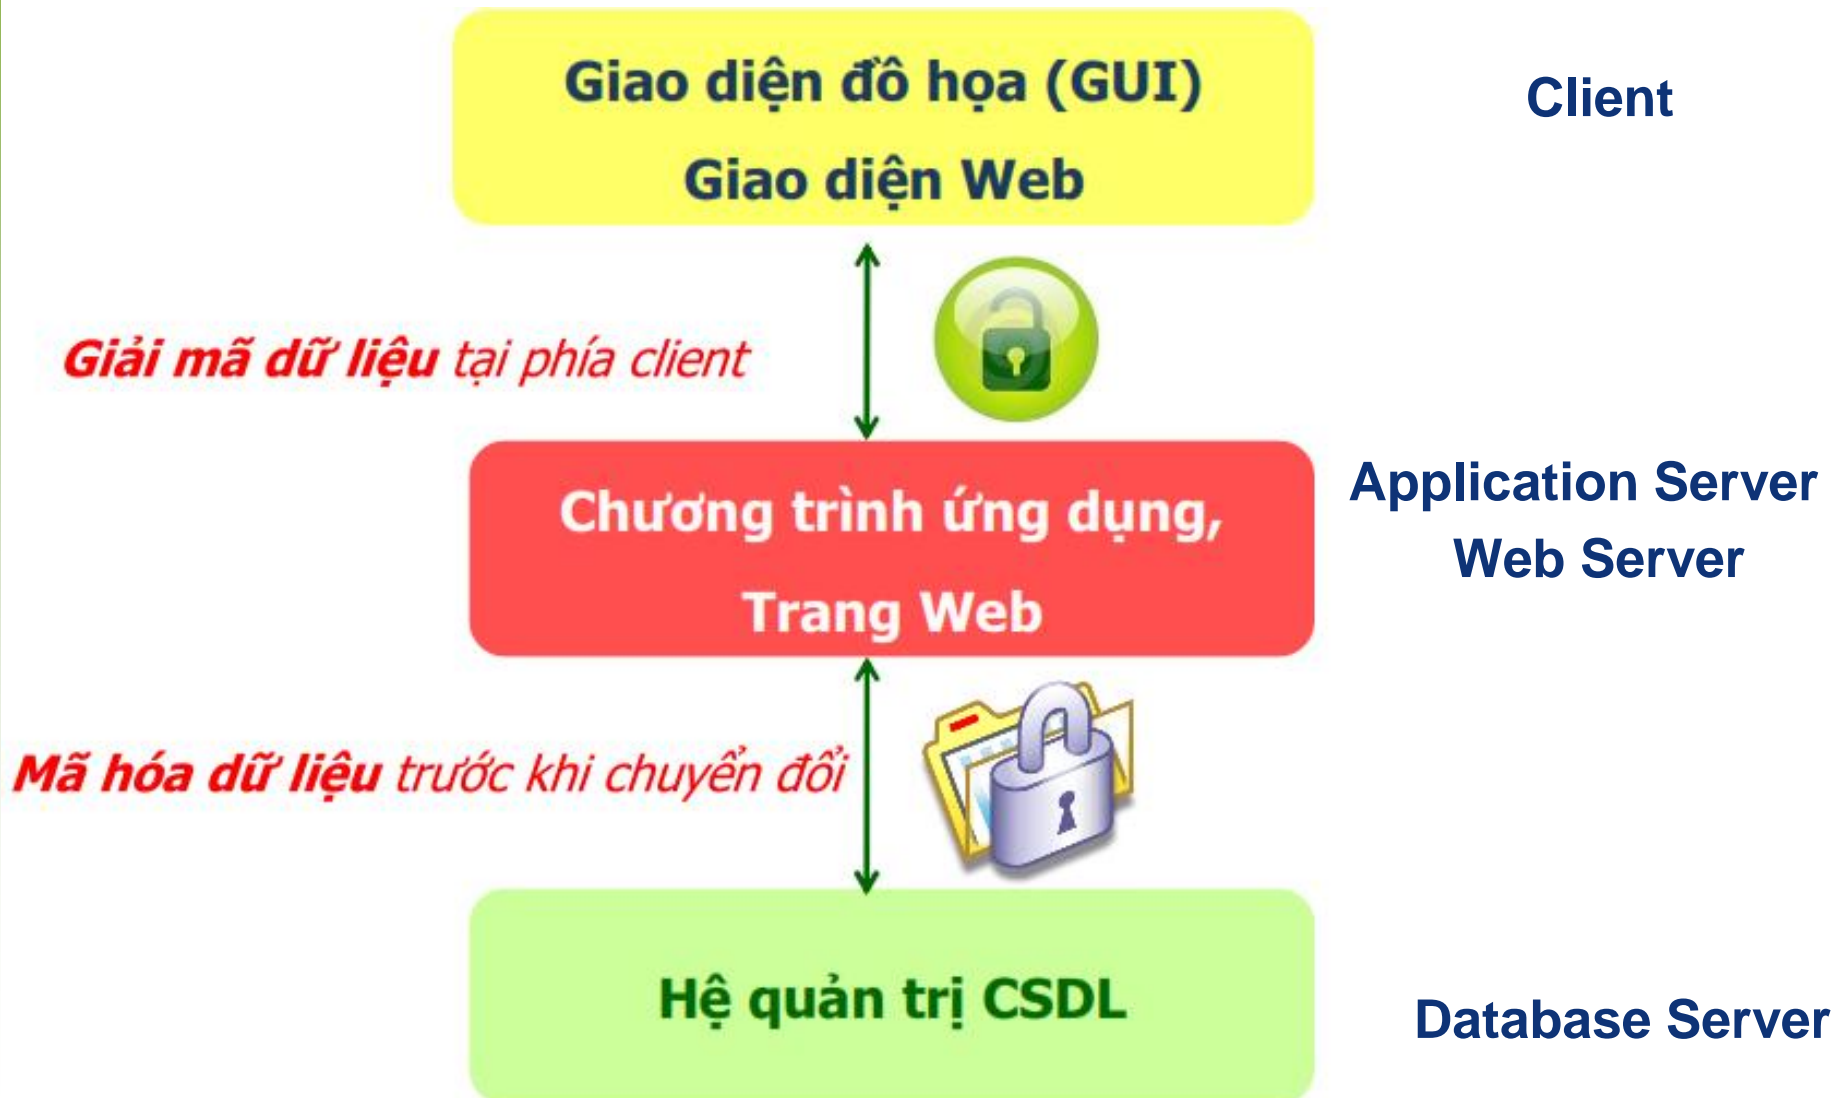 Giao diện đồ họa (GUI)
Giao diện Web
Client
Giải mã dữ liệu tại phía client
Chương trình ứng dụng,
Trang Web
Application Server
Web Server
Mã hóa dữ liệu trước khi chuyển đổi
Hệ quản trị CSDL
Database Server